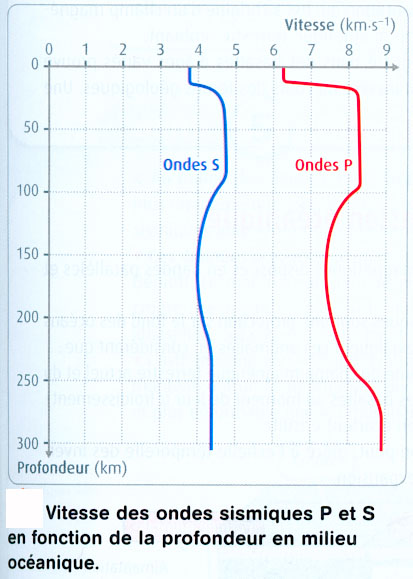 Vitesse (km·s⁻¹)
0 1 2 3 4 5 6 7 8 9
0
50
Ondes S Ondes P
100
150
200
250
300
Profondeur (km)
Vitesse des ondes sismiques P et S
en fonction de la profondeur en milieu
océanique.